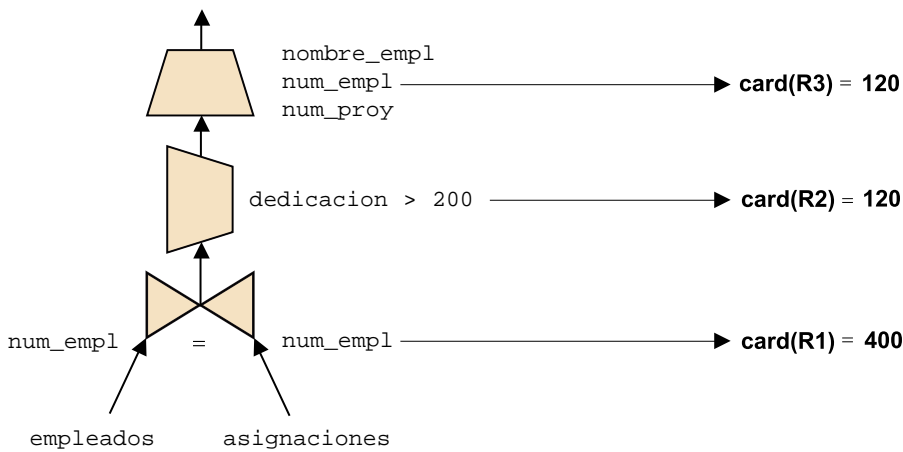 nombre_empl
num_empl card(R3) = 120
num_proy
dedicacion > 200 card(R2) = 120
num_empl = num_empl card(R1) = 400
empleados asignaciones